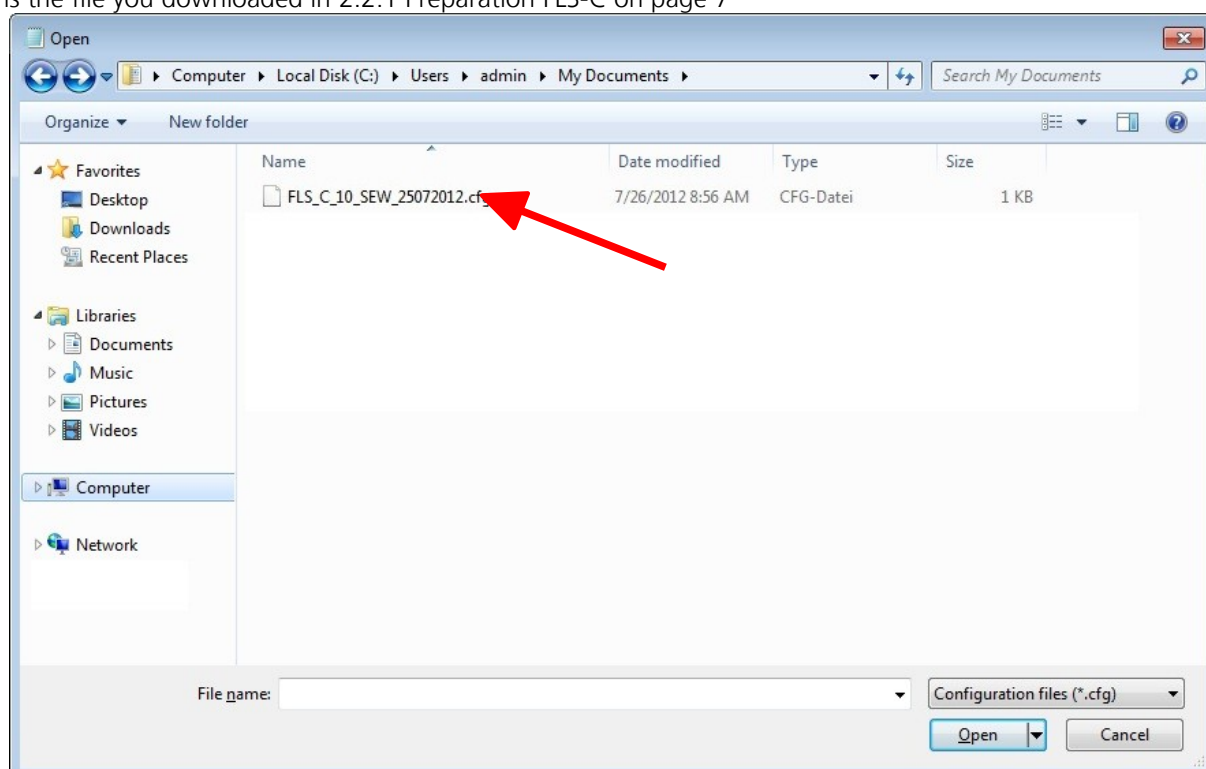 is the file you downloaded in 2.2.1 Preparation FLS-C on page 7
Open
Computer Local Disk (C:) Users admin My Documents
Search My Documents
Organize New folder
Name Date modified Type Size
Favorites
FLS_C_10_SEW_25072012.cfg 7/26/2012 8:56 AM CFG-Datei 1 KB
Desktop
Downloads
Recent Places
Libraries
Documents
Music
Pictures
Videos
Computer
Network
File name: Configuration files (*.cfg)
Open Cancel